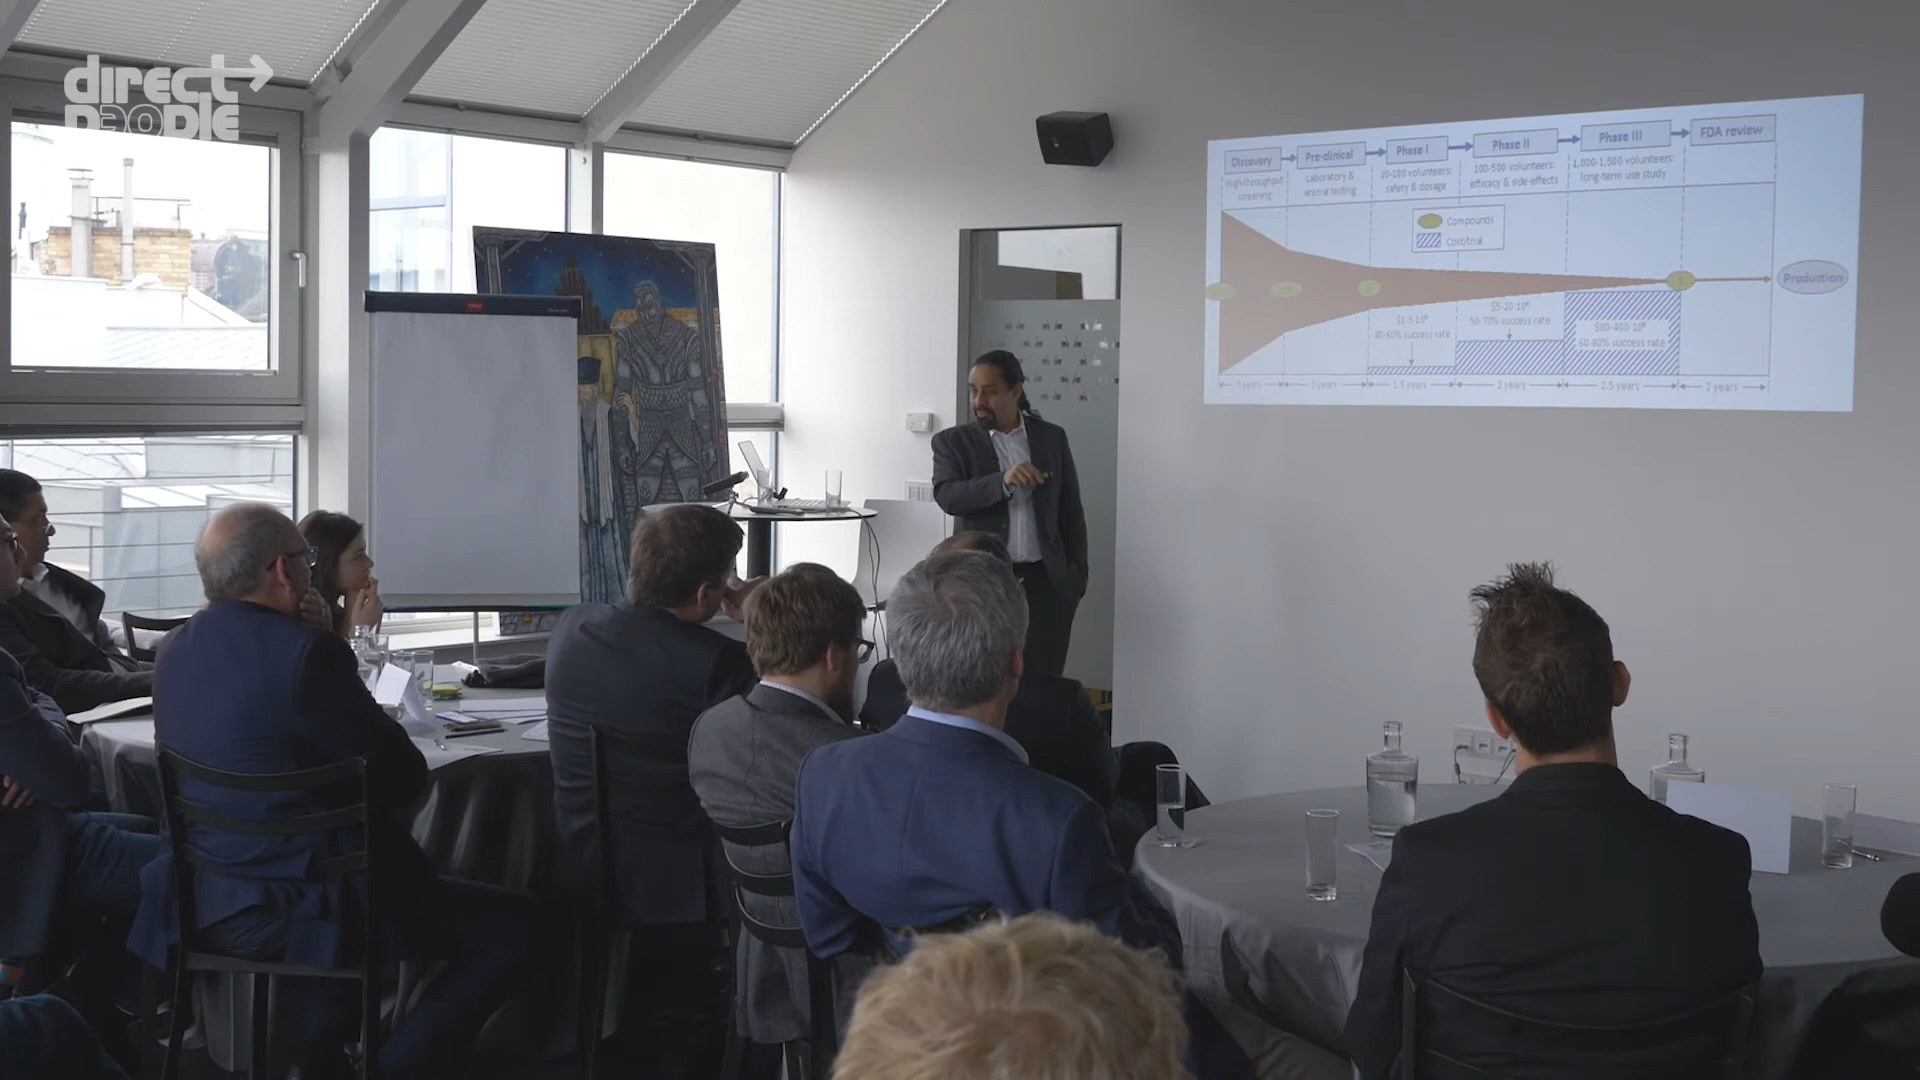 direct
DOODLE
Discovery
Pre-clinical
Phase I
Phase II
Phase III
FDA review
High-throughput
screening
Laboratory &
animal testing
20-100 volunteers:
safety & dosage
100-500 volunteers:
efficacy & side-effects
1,000-1,500 volunteers:
long-term use study
Compounds
Cost/trial
Production
40-60% success rate
50-70% success rate
60-80% success rate
2 years
1.5 years
2 years
2.5 years
2 years